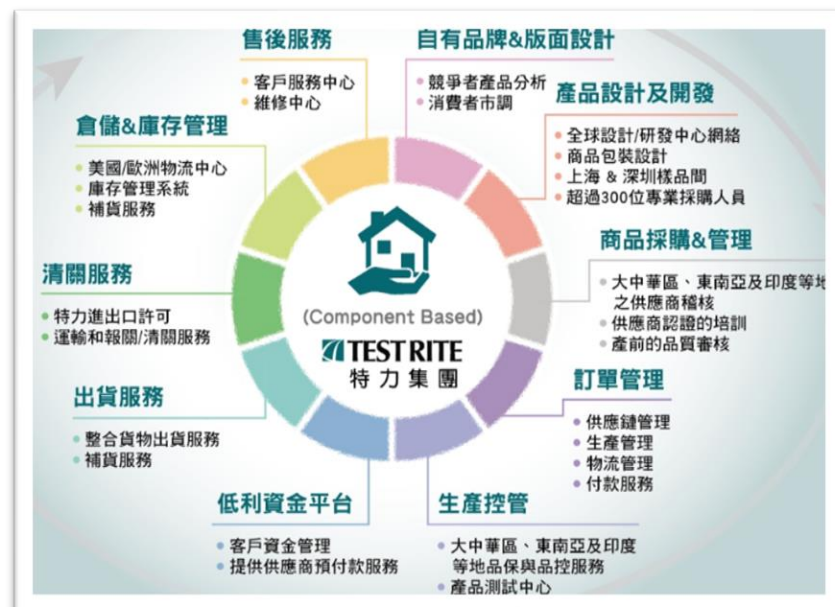 售後服務
客戶服務中心
維修中心
自有品牌&版面設計
競爭者產品分析
消費者市調
產品設計及開發
全球設計/研發中心網絡
商品包裝設計
上海 & 深圳樣品間
超過300位專業採購人員
商品採購&管理
大中華區、東南亞及印度等地
之供應商稽核
供應商認證的培訓
產前的品質審核
訂單管理
供應鏈管理
生產管理
物流管理
付款服務
生產控管
大中華區、東南亞及印度
等地品保與品控服務
產品測試中心
低利資金平台
客戶資金管理
提供供應商預付款服務
出貨服務
整合貨物出貨服務
補貨服務
清關服務
特力進出口許可
運輸和報關/清關服務
倉儲&庫存管理
美國/歐洲物流中心
庫存管理系統
補貨服務
(Component Based)
TEST RITE
特力集團